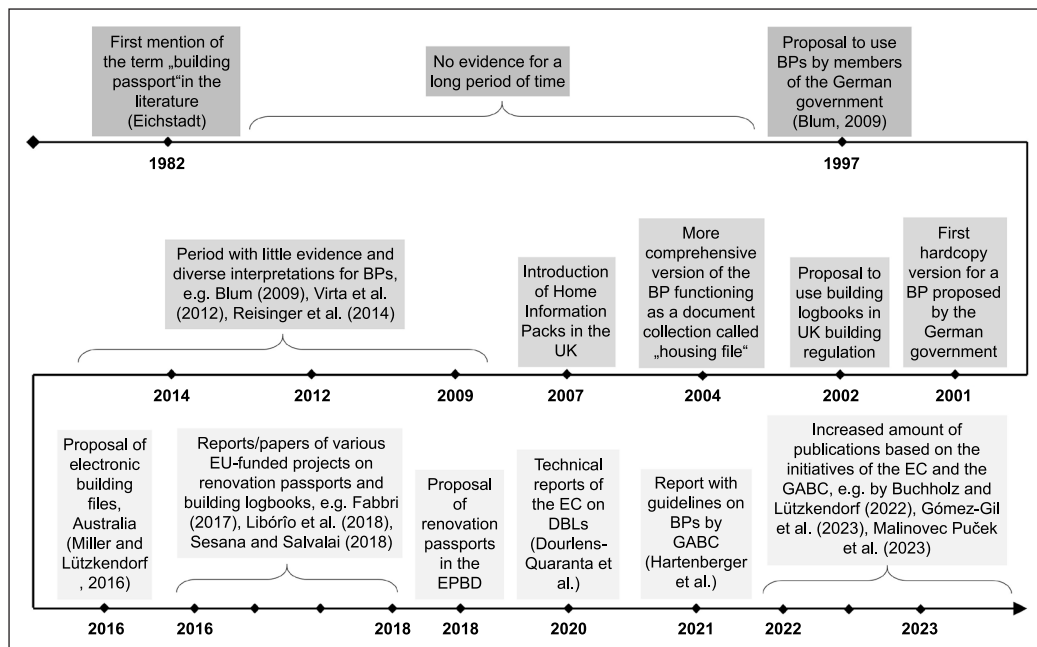 First mention of
the term „building
passport“in the
literature
(Eichstadt)
No evidence for a
long period of time
Proposal to use
BPs by members
of the German
government
(Blum, 2009)
1982
1997
Period with little evidence and
diverse interpretations for BPs,
e.g. Blum (2009), Virta et al.
(2012), Reisinger et al. (2014)
Introduction
of Home
Information
Packs in the
UK
More
comprehensive
version of the
BP functioning
as a document
collection called
„housing file“
Proposal to
use building
logbooks in
UK building
regulation
First
hardcopy
version for a
BP proposed
by the
German
government
2014
2012
2009
2007
2004
2002
2001
Proposal of
electronic
building
files,
Australia
(Miller and
Lützkendorf
, 2016)
Reports/papers of various
EU-funded projects on
renovation passports and
building logbooks, e.g. Fabbri
(2017), Libórîo et al. (2018),
Sesana and Salvalai (2018)
Proposal
of
renovation
passports
in the
EPBD
Technical
reports of
the EC on
DBLs
(Dourlens-
Quaranta et
al.)
Report with
guidelines on
BPs by
GABC
(Hartenberger
et al.)
Increased amount of
publications based on the
initiatives of the EC and the
GABC, e.g. by Buchholz and
Lützkendorf (2022), Gómez-Gil
et al. (2023), Malinovec Puček
et al. (2023)
2016
2016
2018
2018
2020
2021
2022
2023